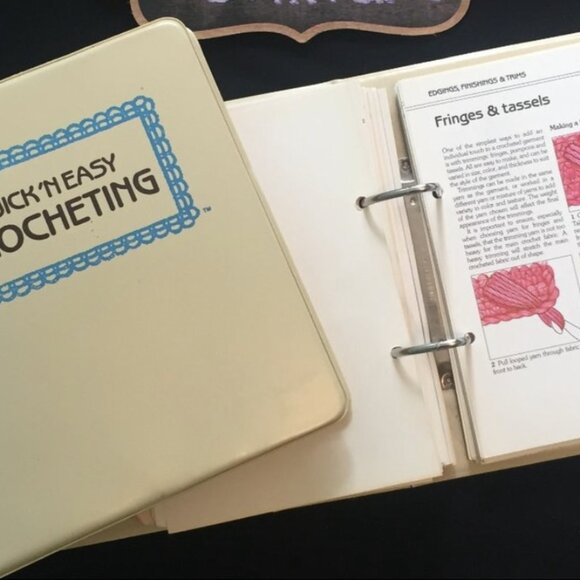 'N EASY
TM
EDGINGS, FINISHINGS & TRIMS
Fringes & tassels
One of the simplest ways to add an
individual touch to a crocheted garment
is with trimmings: fringes, pompons and
tassels. All are easy to make, and can be
varied in size, color, and thickness to suit
the style of the garment.
Trimmings can be made in the same
yarn as the garment, or worked in a
different yarn or mixture of yarns to add
variety in color and texture. The weight
of the yarn chosen will affect the final
appearance of the trimmings.
It is important to ensure, especially
when choosing yarn for fringes and
tassels, that the trimming yarn is not too
heavy for the main crochet fabric. A
heavy trimming will stretch the main
crocheted fabric out of shape.
Making a
2 Pull looped yarn through fabric
front to back.